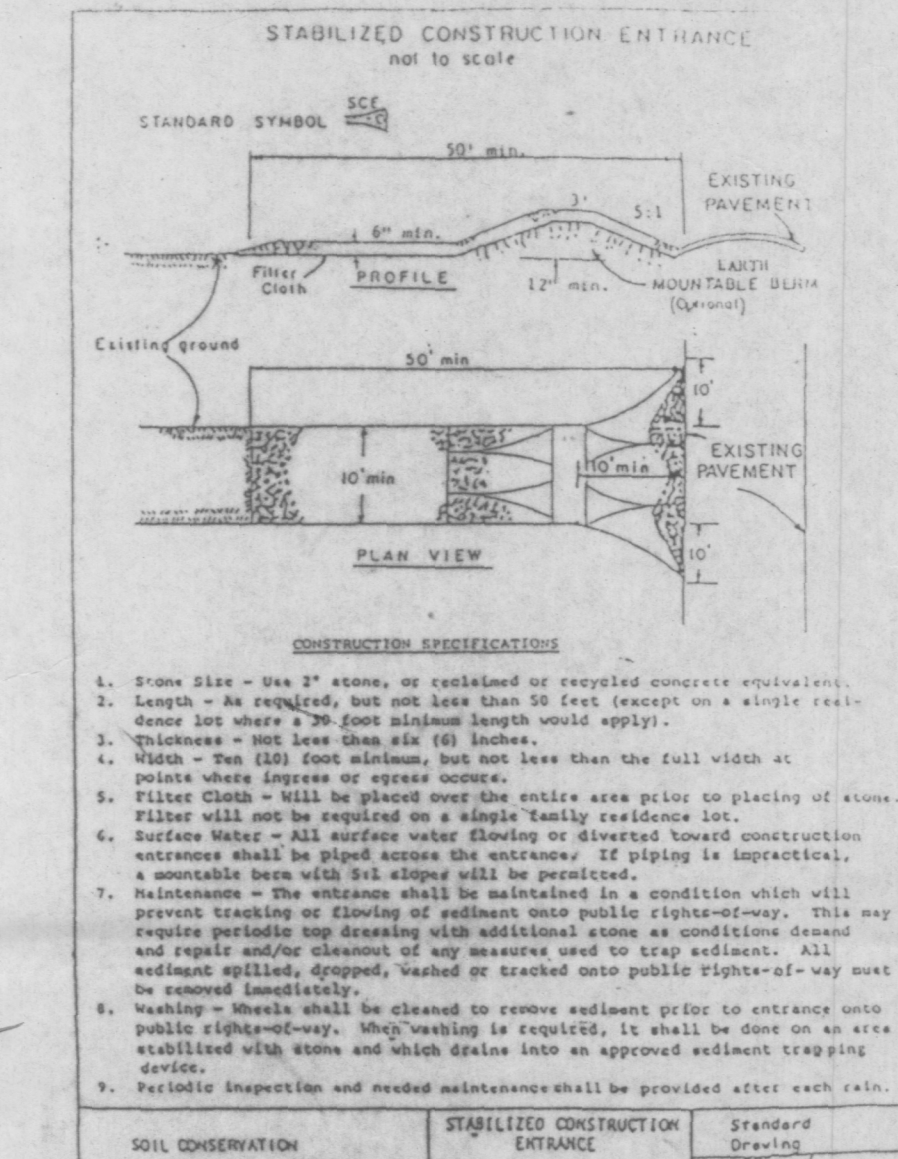 STABILIZED CONSTRUCTION ENTRANCE
not to scale
SCE
STANDARD SYMBOL
50' min.
EXISTING
PAVEMENT
3'
5:1
6" min.
Filter
Cloth
PROFILE
12" min.
EARTH
MOUNTABLE BERM
(Optional)
Existing ground
50' min
10'
10' min
10' min
EXISTING
PAVEMENT
10'
PLAN VIEW
CONSTRUCTION SPECIFICATIONS
1. Stone Size - Use 2" stone, or reclaimed or recycled concrete equivalent.
2. Length - As required, but not less than 50 feet (except on a single resi-
dence lot where a 30 foot minimum length would apply).
3. Thickness - Not less than six (6) inches.
4. Width - Ten (10) foot minimum, but not less than the full width at
points where ingress or egress occurs.
5. Filter Cloth - Will be placed over the entire area prior to placing of stone.
Filter will not be required on a single family residence lot.
6. Surface Water - All surface water flowing or diverted toward construction
entrances shall be piped across the entrance. If piping is impractical,
a mountable berm with 5:1 slopes will be permitted.
7. Maintenance - The entrance shall be maintained in a condition which will
prevent tracking or flowing of sediment onto public rights-of-way. This may
require periodic top dressing with additional stone as conditions demand
and repair and/or cleanout of any measures used to trap sediment. All
sediment spilled, dropped, washed or tracked onto public rights-of-way must
be removed immediately.
8. Washing - Wheels shall be cleaned to remove sediment prior to entrance onto
public rights-of-way. When washing is required, it shall be done on an area
stabilized with stone and which drains into an approved sediment trapping
device.
9. Periodic inspection and needed maintenance shall be provided after each rain.
SOIL CONSERVATION
STABILIZED CONSTRUCTION
ENTRANCE
Standard
Drawing